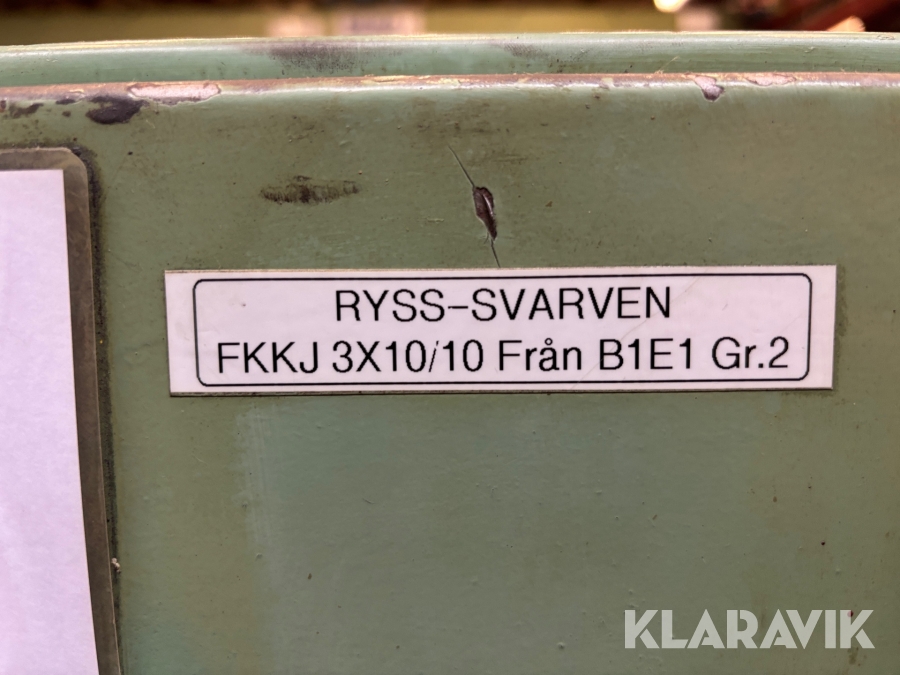 RYSS-SVARVEN
FKKJ 3X10/10 Från B1E1 Gr.2
KLARAVIK